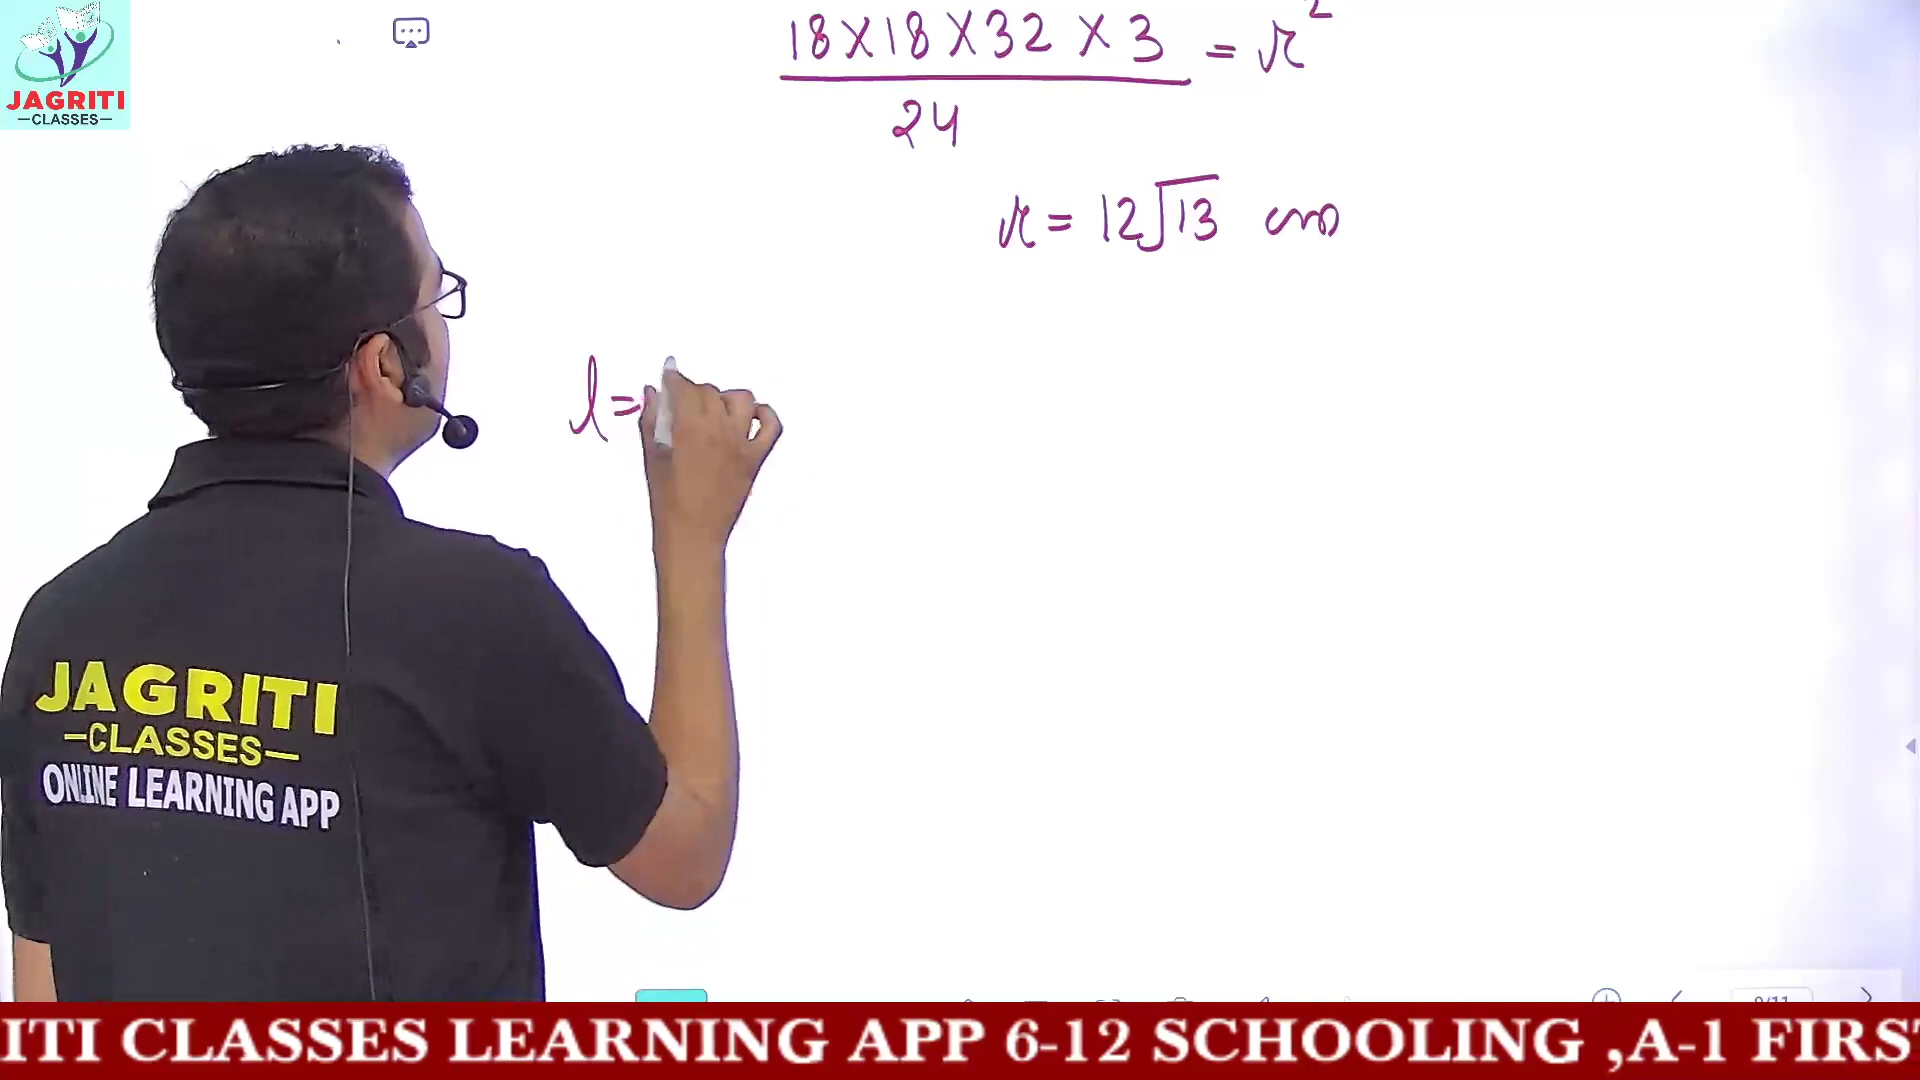 JAGRITI
—CLASSES—
18×18×32×3 = r²
24
r = 12√13 cm
l =
JAGRITI
—CLASSES—
ONLINE LEARNING APP
ITI CLASSES LEARNING APP 6-12 SCHOOLING ,A-1 FIRS